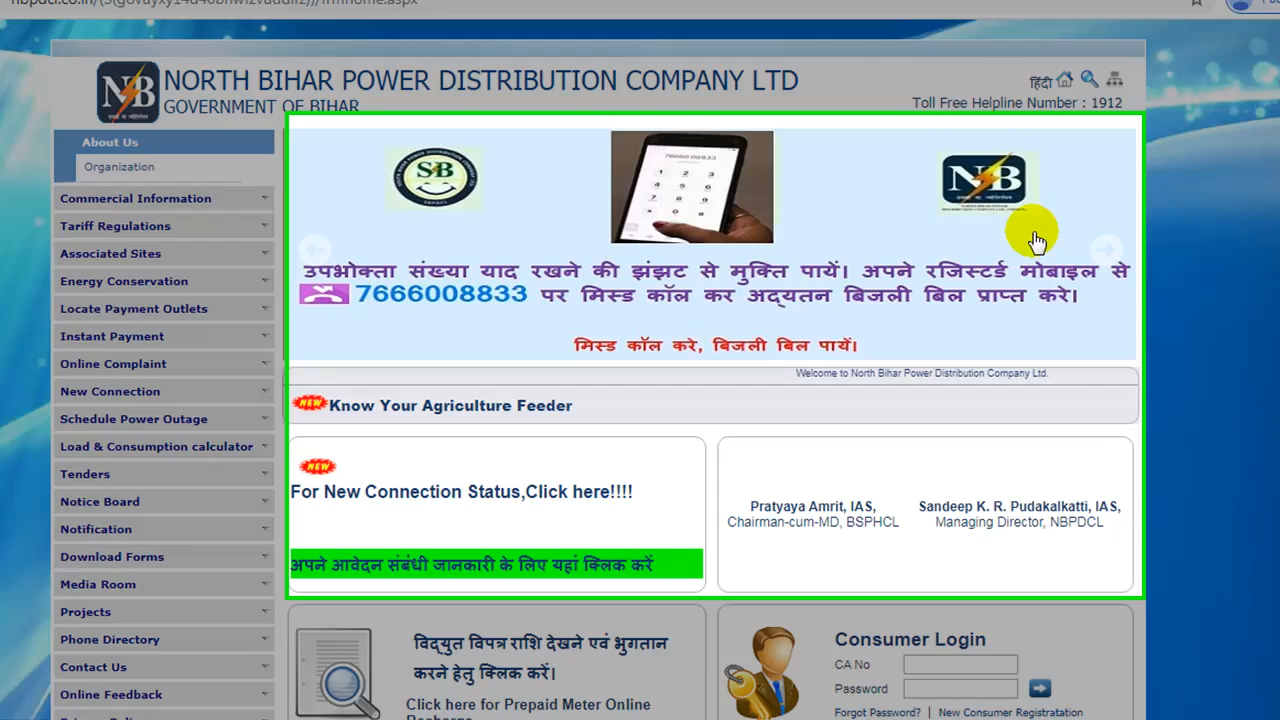 NB NORTH BIHAR POWER DISTRIBUTION COMPANY LTD
GOVERNMENT OF BIHAR
हिंदी
Toll Free Helpline Number : 1912
About Us
Organization
Commercial Information
Tariff Regulations
Associated Sites
Energy Conservation
Locate Payment Outlets
Instant Payment
Online Complaint
New Connection
Schedule Power Outage
Load & Consumption calculator
Tenders
Notice Board
Notification
Download Forms
Media Room
Projects
Phone Directory
Contact Us
Online Feedback
SB
7666008833
NB
उपभोक्ता संख्या याद रखने की झंझट से मुक्ति पायें। अपने रजिस्टर्ड मोबाइल से
7666008833 पर मिस्ड कॉल कर अद्यतन बिजली बिल प्राप्त करे।
मिस्ड कॉल करे, बिजली बिल पायें।
Welcome to North Bihar Power Distribution Company Ltd.
NEW Know Your Agriculture Feeder
NEW
For New Connection Status,Click here!!!!
अपने आवेदन संबंधी जानकारी के लिए यहां क्लिक करें
Pratyaya Amrit, IAS,
Chairman-cum-MD, BSPHCL
Sandeep K. R. Pudakalkatti, IAS,
Managing Director, NBPDCL
विद्युत विपत्र राशि देखने एवं भुगतान
करने हेतु क्लिक करें।
Click here for Prepaid Meter Online
Consumer Login
CA No
Password
Forgot Password? | New Consumer Registratation